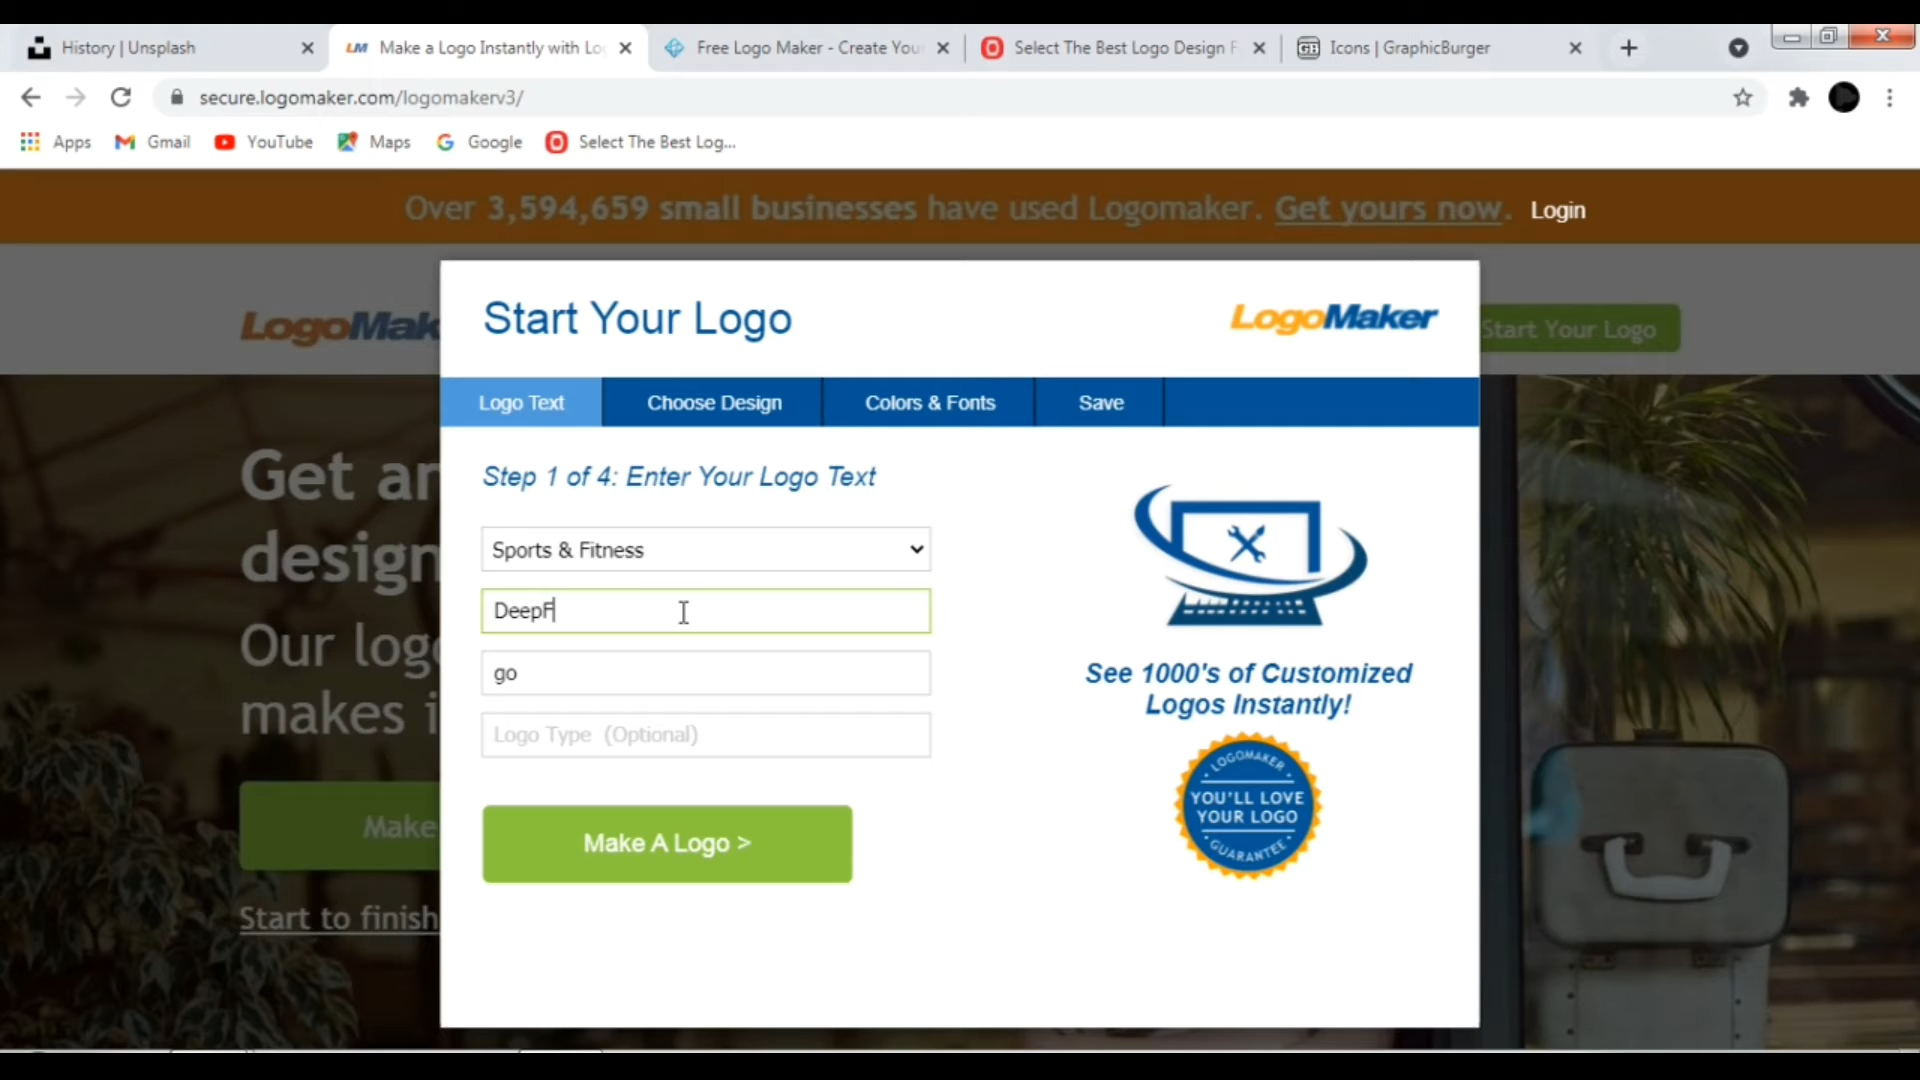 History | Unsplash
LM Make a Logo Instantly with Lo
Free Logo Maker - Create You
Select The Best Logo Design F
Icons | GraphicBurger
secure.logomaker.com/logomakerv3/
Apps
Gmail
YouTube
Maps
Google
Select The Best Log...
Over 3,594,659 small businesses have used Logomaker. Get yours now.
Login
LogoMak
Start Your Logo
LogoMaker
Start Your Logo
Logo Text
Choose Design
Colors & Fonts
Save
Get an
design
Our logo
makes i
Make
Start to finish
Step 1 of 4: Enter Your Logo Text
Sports & Fitness
DeepF
go
Logo Type (Optional)
Make A Logo >
See 1000's of Customized
Logos Instantly!
LOGOMAKER
YOU'LL LOVE
YOUR LOGO
GUARANTEE